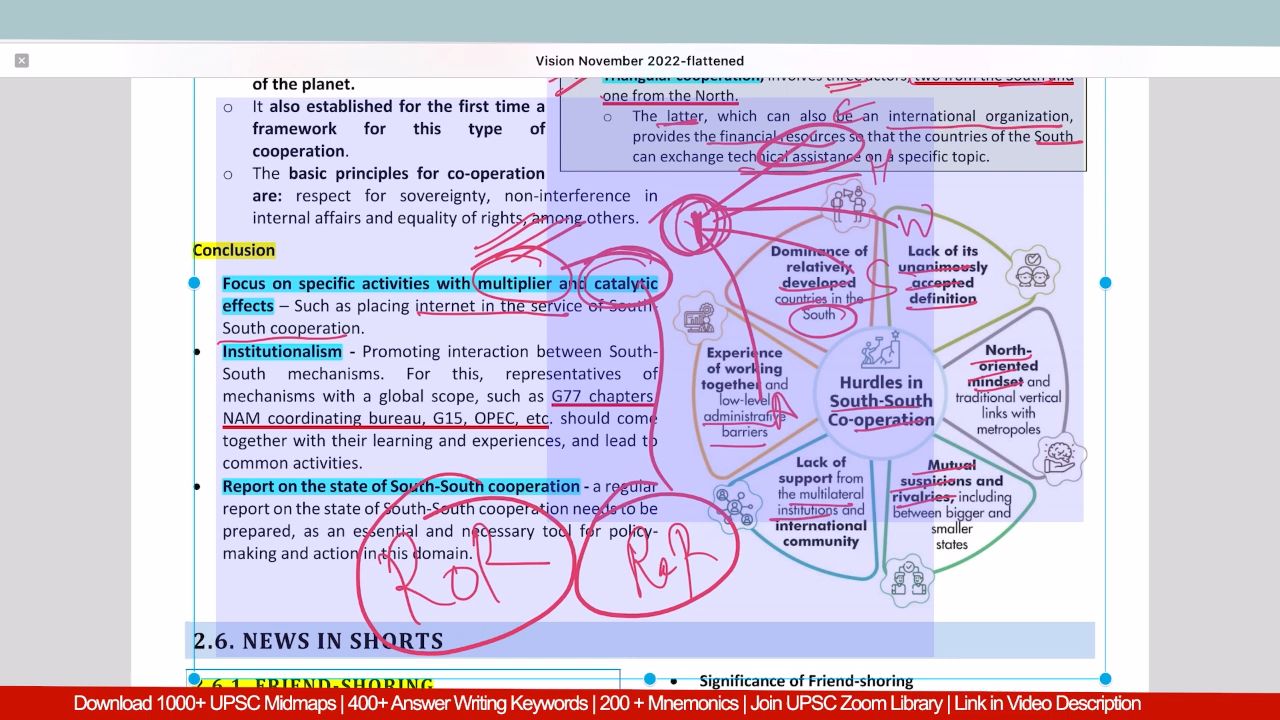 Vision November 2022-flattened
of the planet.
o It also established for the first time a
framework for this type of
cooperation.
o The basic principles for co-operation
are: respect for sovereignty, non-interference in
internal affairs and equality of rights, among others.
Triangular cooperation, involves three actors, two from the South and
one from the North.
o The latter, which can also be an international organization,
provides the financial resources so that the countries of the South
can exchange technical assistance on a specific topic.
Conclusion
Focus on specific activities with multiplier and catalytic
effects – Such as placing internet in the service of South-
South cooperation.
• Institutionalism - Promoting interaction between South-
South mechanisms. For this, representatives of
mechanisms with a global scope, such as G77 chapters,
NAM coordinating bureau, G15, OPEC, etc. should come
together with their learning and experiences, and lead to
common activities.
• Report on the state of South-South cooperation - a regular
report on the state of South-South cooperation needs to be
prepared, as an essential and necessary tool for policy-
making and action in this domain.
Dominance of
relatively
developed
countries in the
South
Lack of its
unanimously
accepted
definition
North-
oriented
mindset and
traditional vertical
links with
metropoles
Mutual
suspicions and
rivalries, including
between bigger and
smaller
states
Lack of
support from
the multilateral
institutions and
international
community
Experience
of working
together and
low-level
administrative
barriers
Hurdles in
South-South
Co-operation
H
W
A
ROR
2.6. NEWS IN SHORTS
2.6.1. FRIEND-SHORING
• Significance of Friend-shoring
Download 1000+ UPSC Midmaps | 400+ Answer Writing Keywords | 200 + Mnemonics | Join UPSC Zoom Library | Link in Video Description